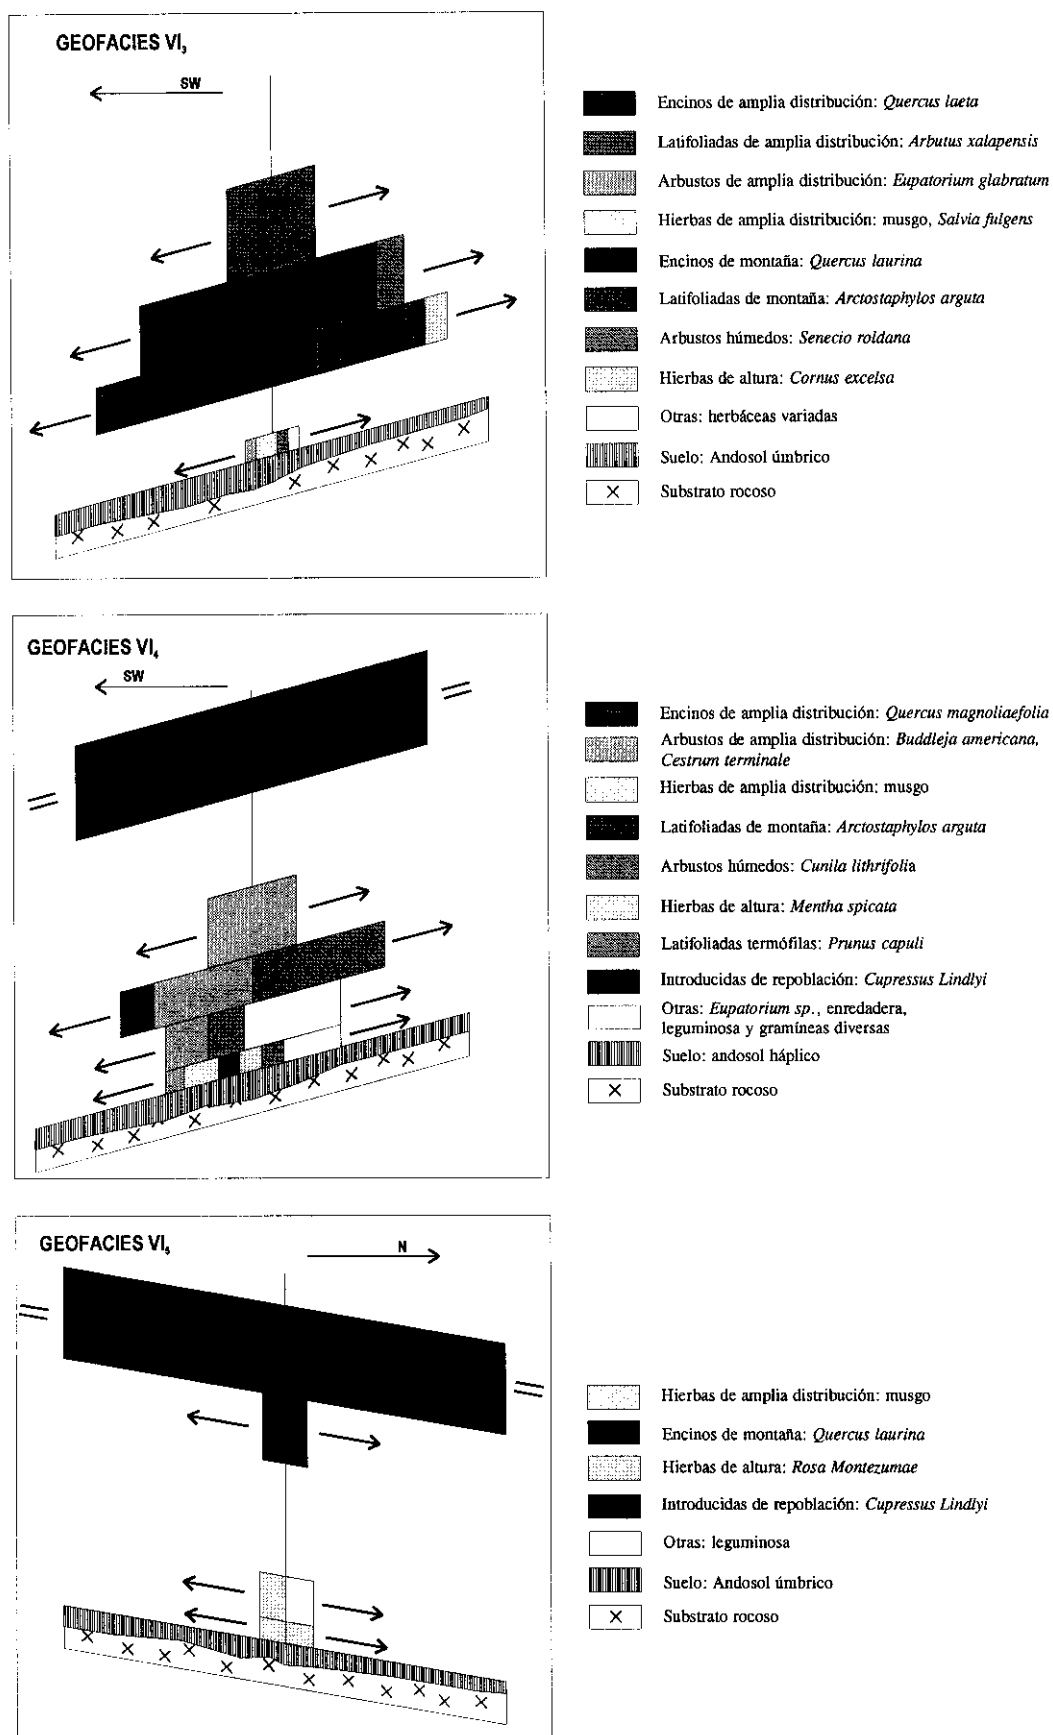 GEOFACIES VI₃
SW
Encinos de amplia distribución: Quercus laeta
Latifoliadas de amplia distribución: Arbutus xalapensis
Arbustos de amplia distribución: Eupatorium glabratum
Hierbas de amplia distribución: musgo, Salvia fulgens
Encinos de montaña: Quercus laurina
Latifoliadas de montaña: Arctostaphylos arguta
Arbustos húmedos: Senecio roldana
Hierbas de altura: Cornus excelsa
Otras: herbáceas variadas
Suelo: Andosol úmbrico
Substrato rocoso
GEOFACIES VI₄
SW
Encinos de amplia distribución: Quercus magnoliaefolia
Arbustos de amplia distribución: Buddleja americana,
Cestrum terminale
Hierbas de amplia distribución: musgo
Latifoliadas de montaña: Arctostaphylos arguta
Arbustos húmedos: Cunila lithrifolia
Hierbas de altura: Mentha spicata
Latifoliadas termófilas: Prunus capuli
Introducidas de repoblación: Cupressus Lindlyi
Otras: Eupatorium sp., enredadera,
leguminosa y gramíneas diversas
Suelo: andosol háplico
Substrato rocoso
GEOFACIES VI₅
N
Hierbas de amplia distribución: musgo
Encinos de montaña: Quercus laurina
Hierbas de altura: Rosa Montezumae
Introducidas de repoblación: Cupressus Lindlyi
Otras: leguminosa
Suelo: Andosol úmbrico
Substrato rocoso